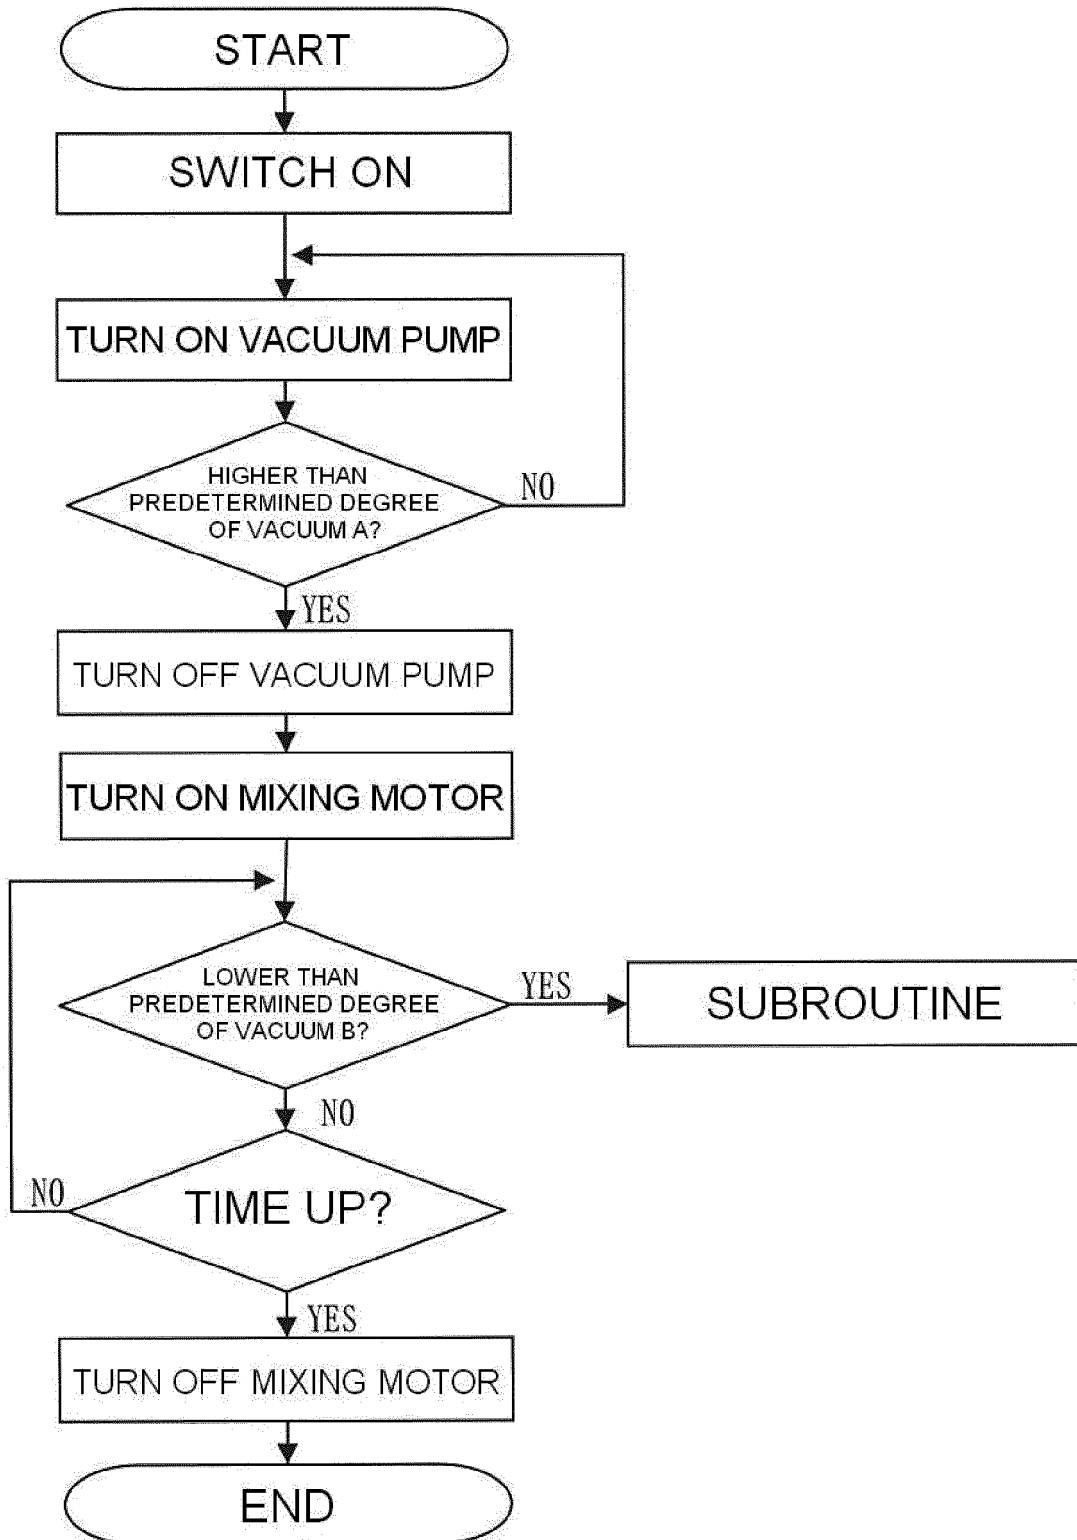 START
SWITCH ON
TURN ON VACUUM PUMP
HIGHER THAN
PREDETERMINED DEGREE
OF VACUUM A?
NO
YES
TURN OFF VACUUM PUMP
TURN ON MIXING MOTOR
LOWER THAN
PREDETERMINED DEGREE
OF VACUUM B?
YES
SUBROUTINE
NO
TIME UP?
NO
YES
TURN OFF MIXING MOTOR
END